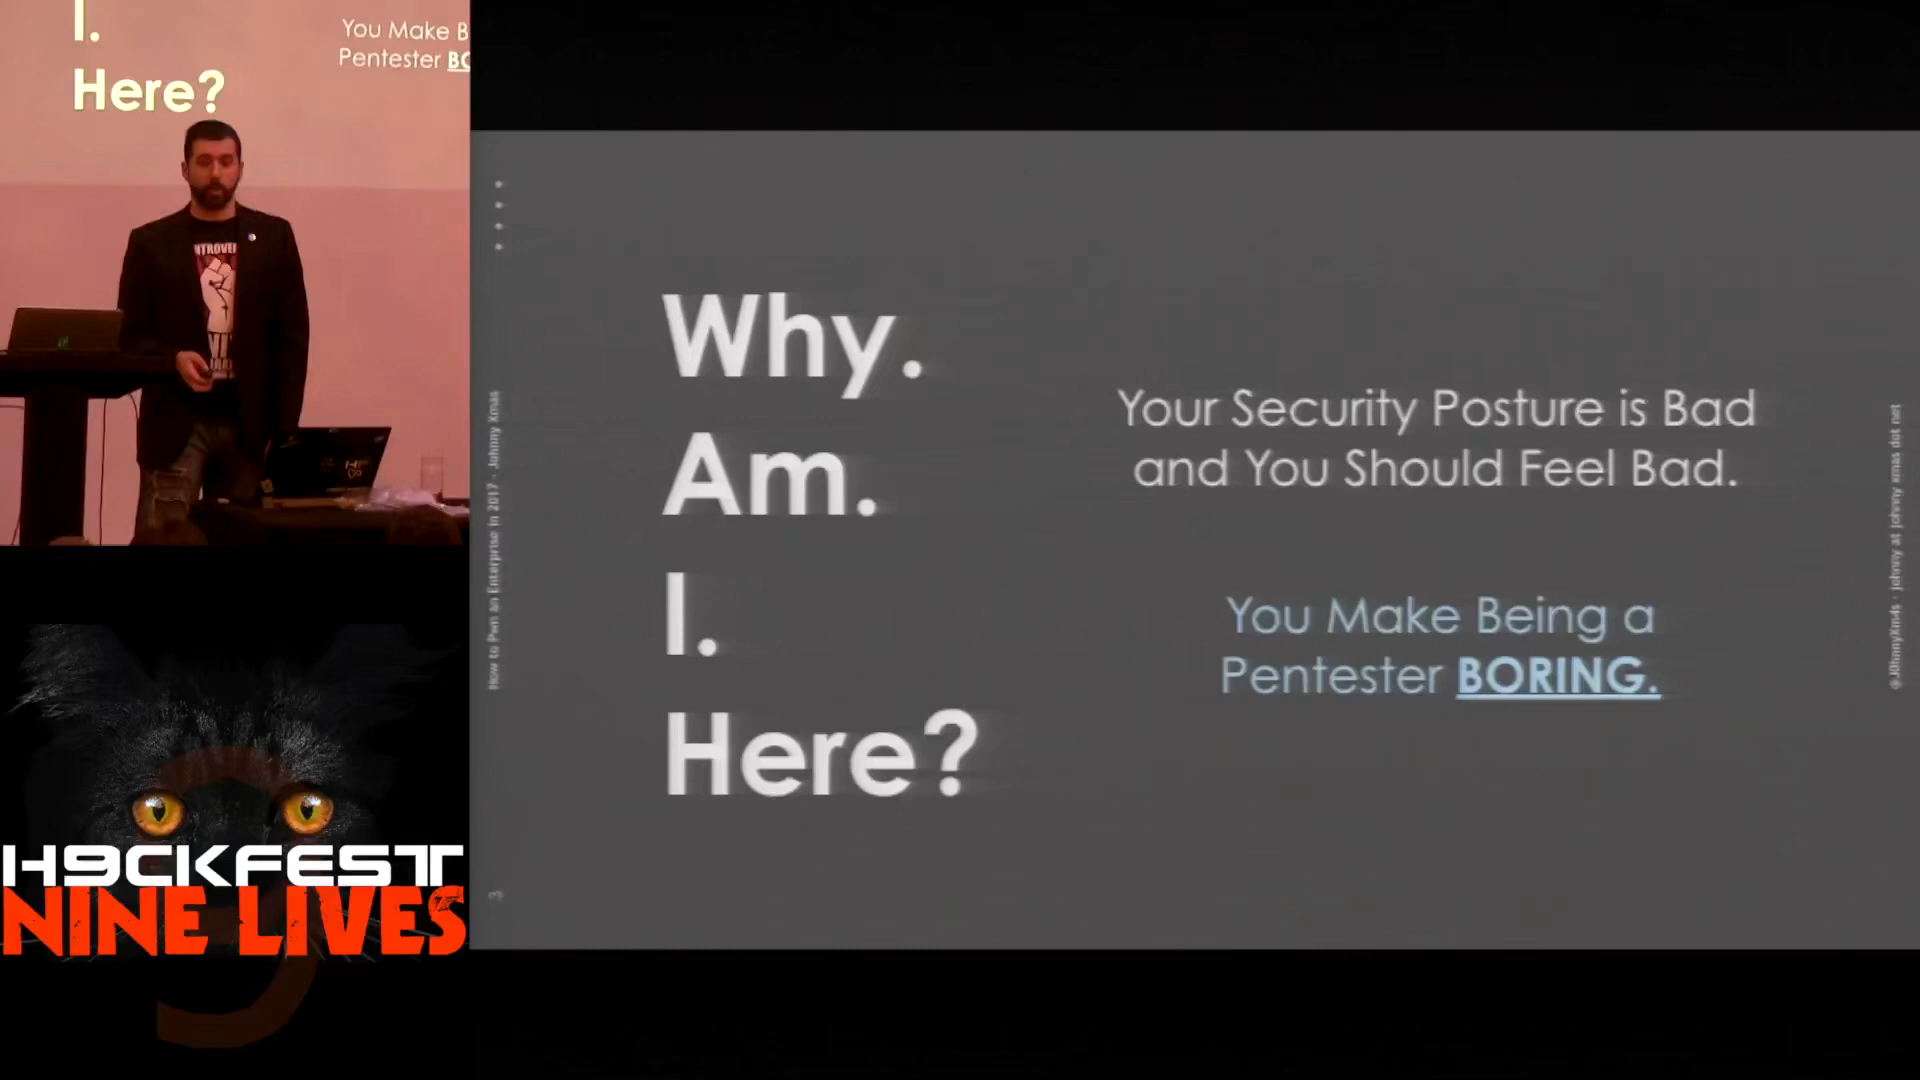 I.
Here?
You Make B
Pentester BO
H9CKFEST
NINE LIVES
How to Pwn an Enterprise in 2017 - Johnny Xmas
3
Why.
Am.
I.
Here?
Your Security Posture is Bad
and You Should Feel Bad.
You Make Being a
Pentester BORING.
@J0hnnyXm4s - johnny at johnny xmas dot net